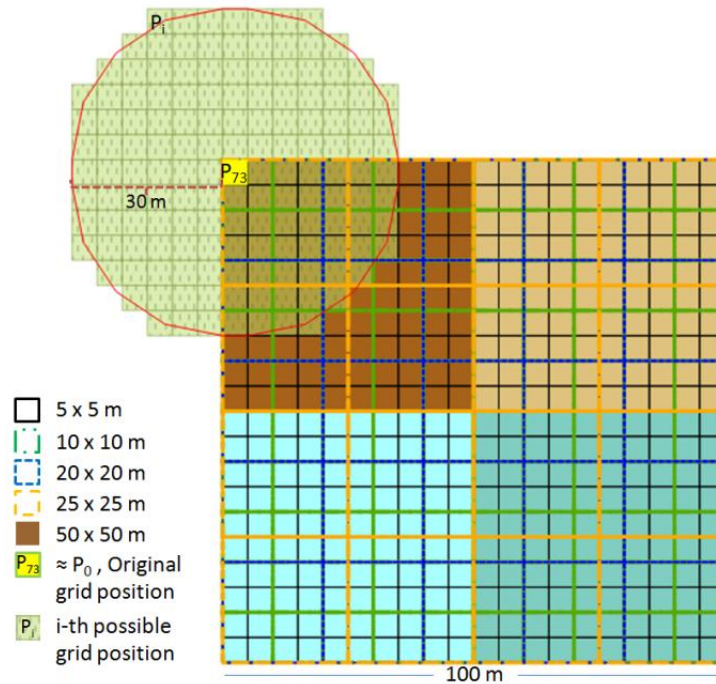 Pi
P73
30 m
5 x 5 m
10 x 10 m
20 x 20 m
25 x 25 m
50 x 50 m
P73 ≈ P0 , Original
grid position
Pi i-th possible
grid position
100 m